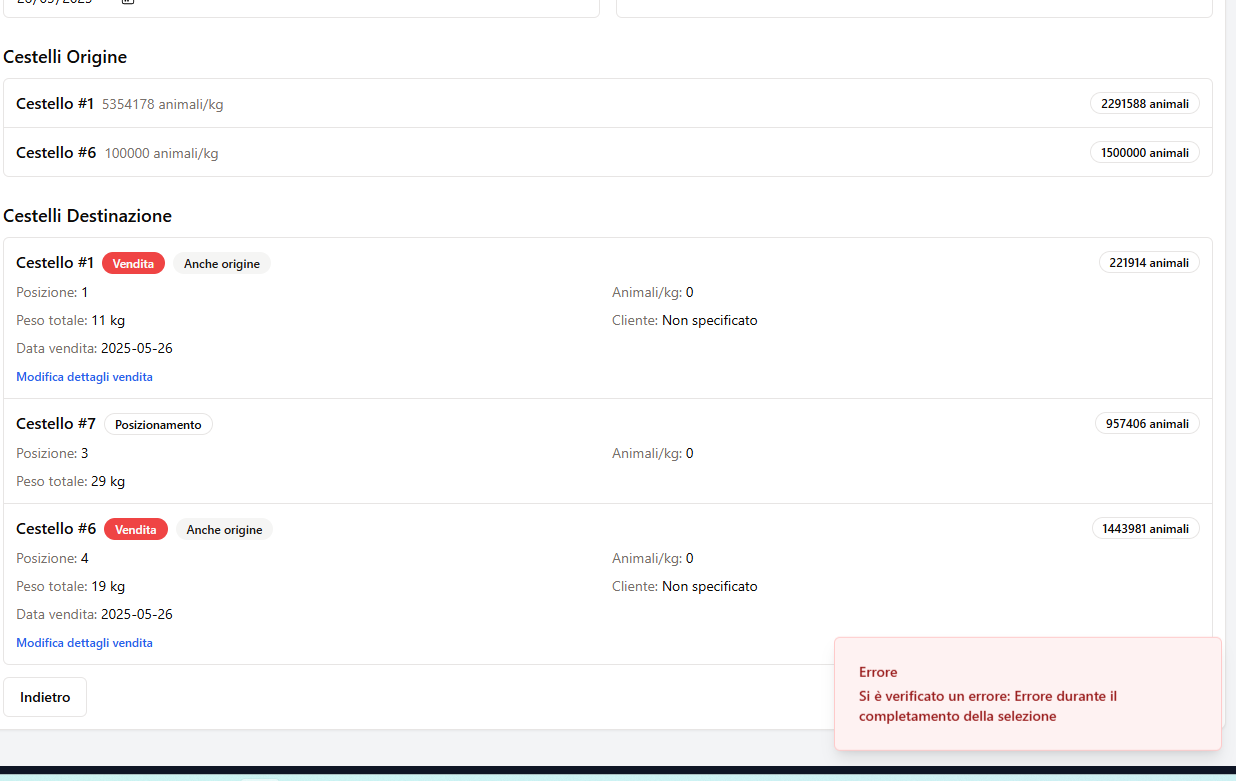 Cestelli Origine
Cestello #1 5354178 animali/kg 2291588 animali
Cestello #6 100000 animali/kg 1500000 animali
Cestelli Destinazione
Cestello #1 Vendita Anche origine 221914 animali
Posizione: 1 Animali/kg: 0
Peso totale: 11 kg Cliente: Non specificato
Data vendita: 2025-05-26
Modifica dettagli vendita
Cestello #7 Posizionamento 957406 animali
Posizione: 3 Animali/kg: 0
Peso totale: 29 kg
Cestello #6 Vendita Anche origine 1443981 animali
Posizione: 4 Animali/kg: 0
Peso totale: 19 kg Cliente: Non specificato
Data vendita: 2025-05-26
Modifica dettagli vendita
Indietro
Errore
Si è verificato un errore: Errore durante il
completamento della selezione